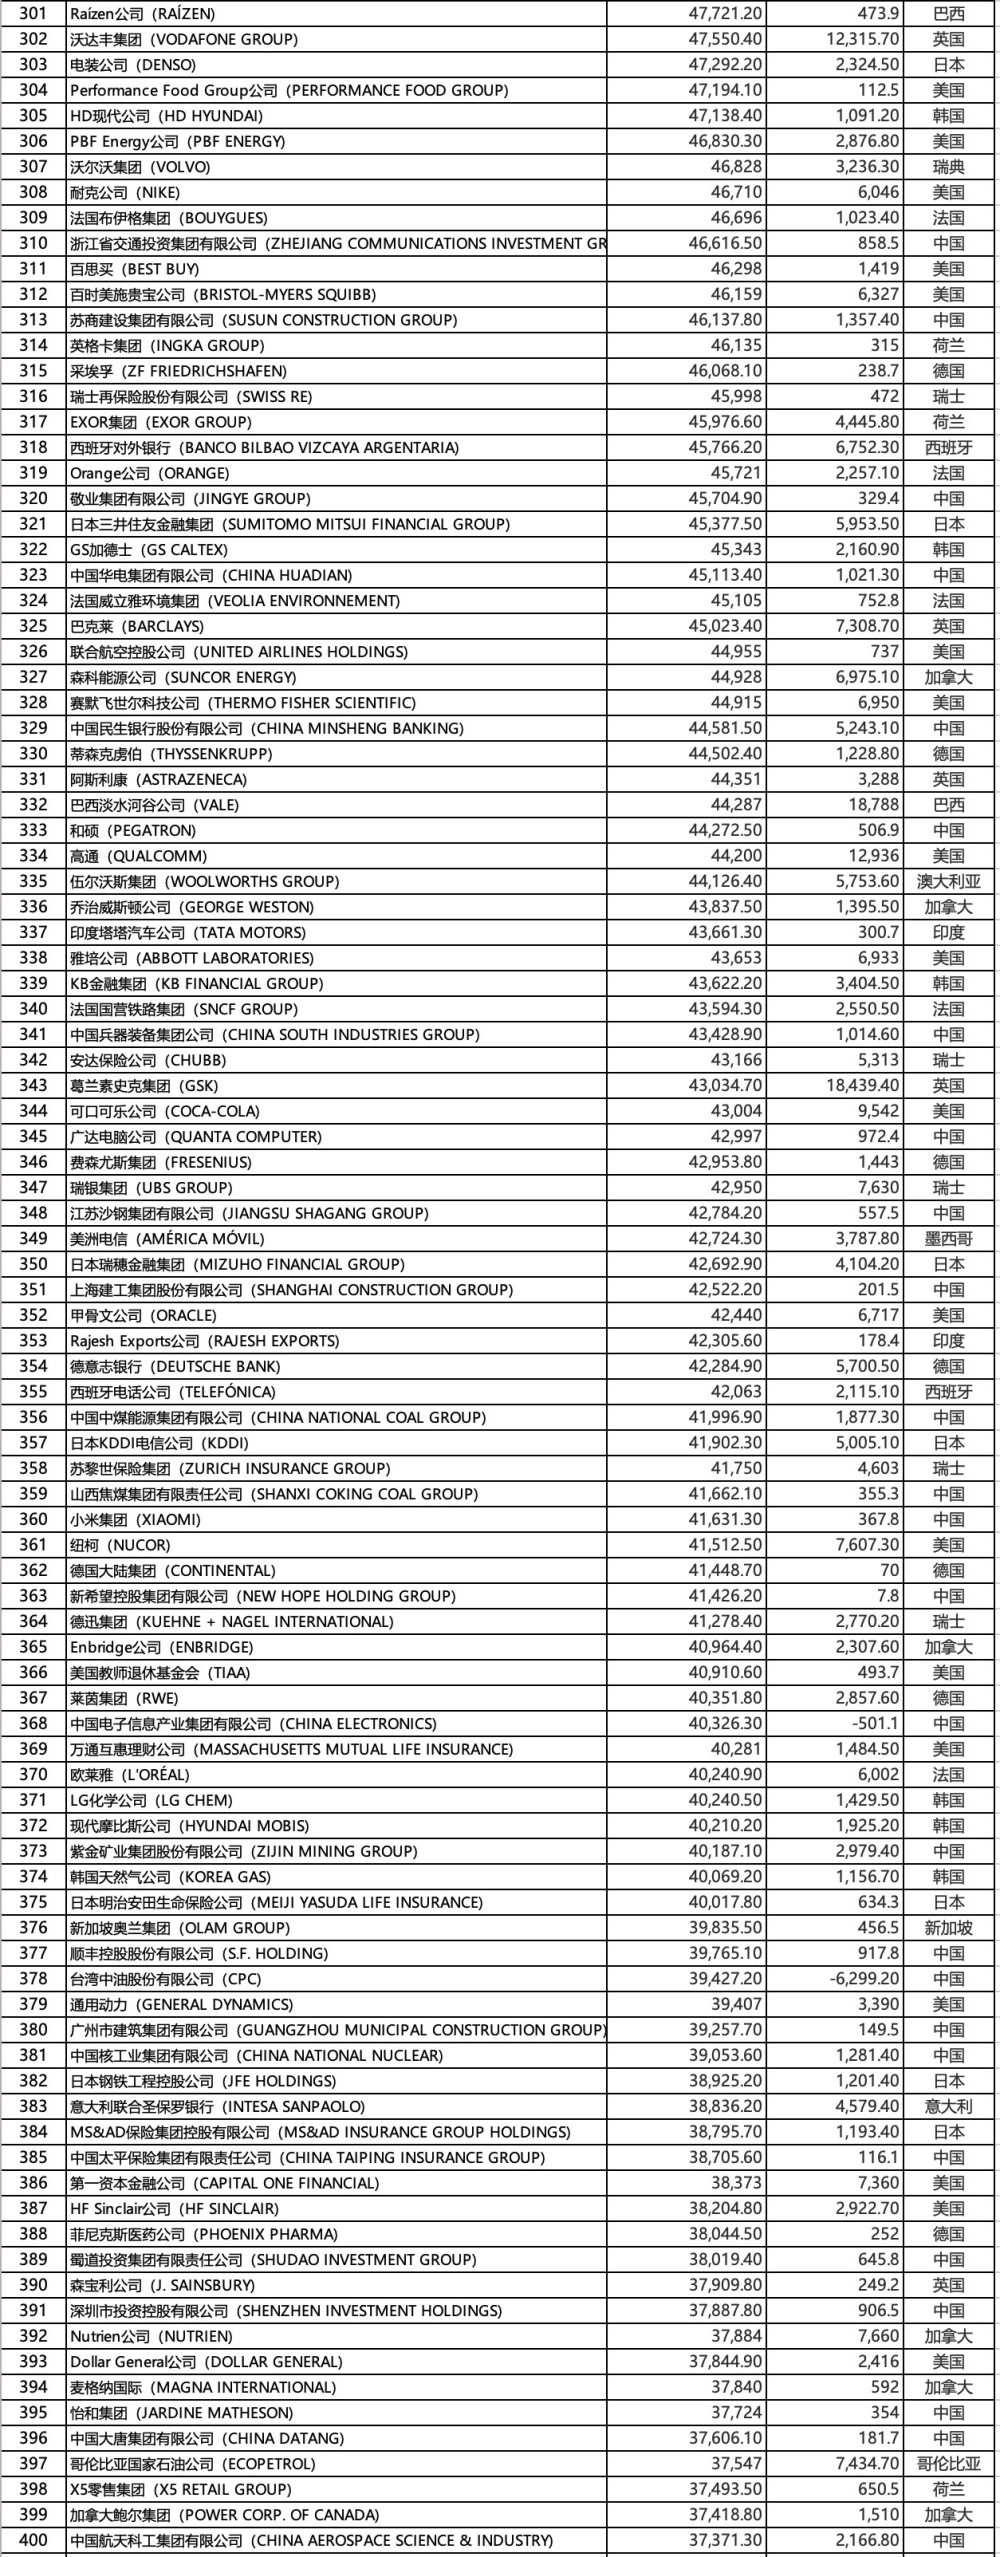 301 Raízen公司（RAÍZEN） 47,721.20 473.9 巴西
302 沃达丰集团（VODAFONE GROUP） 47,550.40 12,315.70 英国
303 电装公司（DENSO） 47,292.20 2,324.50 日本
304 Performance Food Group公司（PERFORMANCE FOOD GROUP） 47,194.10 112.5 美国
305 HD现代公司（HD HYUNDAI） 47,138.40 1,091.20 韩国
306 PBF Energy公司（PBF ENERGY） 46,830.30 2,876.80 美国
307 沃尔沃集团（VOLVO） 46,828 3,236.30 瑞典
308 耐克公司（NIKE） 46,710 6,046 美国
309 法国布伊格集团（BOUYGUES） 46,696 1,023.40 法国
310 浙江省交通投资集团有限公司（ZHEJIANG COMMUNICATIONS INVESTMENT GR 46,616.50 858.5 中国
311 百思买（BEST BUY） 46,298 1,419 美国
312 百时美施贵宝公司（BRISTOL-MYERS SQUIBB） 46,159 6,327 美国
313 苏商建设集团有限公司（SUSUN CONSTRUCTION GROUP） 46,137.80 1,357.40 中国
314 英格卡集团（INGKA GROUP） 46,135 315 荷兰
315 采埃孚（ZF FRIEDRICHSHAFEN） 46,068.10 238.7 德国
316 瑞士再保险股份有限公司（SWISS RE） 45,998 472 瑞士
317 EXOR集团（EXOR GROUP） 45,976.60 4,445.80 荷兰
318 西班牙对外银行（BANCO BILBAO VIZCAYA ARGENTARIA） 45,766.20 6,752.30 西班牙
319 Orange公司（ORANGE） 45,721 2,257.10 法国
320 敬业集团有限公司（JINGYE GROUP） 45,704.90 329.4 中国
321 日本三井住友金融集团（SUMITOMO MITSUI FINANCIAL GROUP） 45,377.50 5,953.50 日本
322 GS加德士（GS CALTEX） 45,343 2,160.90 韩国
323 中国华电集团有限公司（CHINA HUADIAN） 45,113.40 1,021.30 中国
324 法国威立雅环境集团（VEOLIA ENVIRONNEMENT） 45,105 752.8 法国
325 巴克莱（BARCLAYS） 45,023.40 7,308.70 英国
326 联合航空控股公司（UNITED AIRLINES HOLDINGS） 44,955 737 美国
327 森科能源公司（SUNCOR ENERGY） 44,928 6,975.10 加拿大
328 赛默飞世尔科技公司（THERMO FISHER SCIENTIFIC） 44,915 6,950 美国
329 中国民生银行股份有限公司（CHINA MINSHENG BANKING） 44,581.50 5,243.10 中国
330 蒂森克虏伯（THYSSENKRUPP） 44,502.40 1,228.80 德国
331 阿斯利康（ASTRAZENECA） 44,351 3,288 英国
332 巴西淡水河谷公司（VALE） 44,287 18,788 巴西
333 和硕（PEGATRON） 44,272.50 506.9 中国
334 高通（QUALCOMM） 44,200 12,936 美国
335 伍尔沃斯集团（WOOLWORTHS GROUP） 44,126.40 5,753.60 澳大利亚
336 乔治威斯顿公司（GEORGE WESTON） 43,837.50 1,395.50 加拿大
337 印度塔塔汽车公司（TATA MOTORS） 43,661.30 300.7 印度
338 雅培公司（ABBOTT LABORATORIES） 43,653 6,933 美国
339 KB金融集团（KB FINANCIAL GROUP） 43,622.20 3,404.50 韩国
340 法国国营铁路集团（SNCF GROUP） 43,594.30 2,550.50 法国
341 中国兵器装备集团公司（CHINA SOUTH INDUSTRIES GROUP） 43,428.90 1,014.60 中国
342 安达保险公司（CHUBB） 43,166 5,313 瑞士
343 葛兰素史克集团（GSK） 43,034.70 18,439.40 英国
344 可口可乐公司（COCA-COLA） 43,004 9,542 美国
345 广达电脑公司（QUANTA COMPUTER） 42,997 972.4 中国
346 费森尤斯集团（FRESENIUS） 42,953.80 1,443 德国
347 瑞银集团（UBS GROUP） 42,950 7,630 瑞士
348 江苏沙钢集团有限公司（JIANGSU SHAGANG GROUP） 42,784.20 557.5 中国
349 美洲电信（AMÉRICA MÓVIL） 42,724.30 3,787.80 墨西哥
350 日本瑞穗金融集团（MIZUHO FINANCIAL GROUP） 42,692.90 4,104.20 日本
351 上海建工集团股份有限公司（SHANGHAI CONSTRUCTION GROUP） 42,522.20 201.5 中国
352 甲骨文公司（ORACLE） 42,440 6,717 美国
353 Rajesh Exports公司（RAJESH EXPORTS） 42,305.60 178.4 印度
354 德意志银行（DEUTSCHE BANK） 42,284.90 5,700.50 德国
355 西班牙电话公司（TELEFÓNICA） 42,063 2,115.10 西班牙
356 中国中煤能源集团有限公司（CHINA NATIONAL COAL GROUP） 41,996.90 1,877.30 中国
357 日本KDDI电信公司（KDDI） 41,902.30 5,005.10 日本
358 苏黎世保险集团（ZURICH INSURANCE GROUP） 41,750 4,603 瑞士
359 山西焦煤集团有限责任公司（SHANXI COKING COAL GROUP） 41,662.10 355.3 中国
360 小米集团（XIAOMI） 41,631.30 367.8 中国
361 纽柯（NUCOR） 41,512.50 7,607.30 美国
362 德国大陆集团（CONTINENTAL） 41,448.70 70 德国
363 新希望控股集团有限公司（NEW HOPE HOLDING GROUP） 41,426.20 7.8 中国
364 德迅集团（KUEHNE + NAGEL INTERNATIONAL） 41,278.40 2,770.20 瑞士
365 Enbridge公司（ENBRIDGE） 40,964.40 2,307.60 加拿大
366 美国教师退休基金会（TIAA） 40,910.60 493.7 美国
367 莱茵集团（RWE） 40,351.80 2,857.60 德国
368 中国电子信息产业集团有限公司（CHINA ELECTRONICS） 40,326.30 -501.1 中国
369 万通互惠理财公司（MASSACHUSETTS MUTUAL LIFE INSURANCE） 40,281 1,484.50 美国
370 欧莱雅（L'ORÉAL） 40,240.90 6,002 法国
371 LG化学公司（LG CHEM） 40,240.50 1,429.50 韩国
372 现代摩比斯公司（HYUNDAI MOBIS） 40,210.20 1,925.20 韩国
373 紫金矿业集团股份有限公司（ZIJIN MINING GROUP） 40,187.10 2,979.40 中国
374 韩国天然气公司（KOREA GAS） 40,069.20 1,156.70 韩国
375 日本明治安田生命保险公司（MEIJI YASUDA LIFE INSURANCE） 40,017.80 634.3 日本
376 新加坡奥兰集团（OLAM GROUP） 39,835.50 456.5 新加坡
377 顺丰控股股份有限公司（S.F. HOLDING） 39,765.10 917.8 中国
378 台湾中油股份有限公司（CPC） 39,427.20 -6,299.20 中国
379 通用动力（GENERAL DYNAMICS） 39,407 3,390 美国
380 广州市建筑集团有限公司（GUANGZHOU MUNICIPAL CONSTRUCTION GROUP） 39,257.70 149.5 中国
381 中国核工业集团有限公司（CHINA NATIONAL NUCLEAR） 39,053.60 1,281.40 中国
382 日本钢铁工程控股公司（JFE HOLDINGS） 38,925.20 1,201.40 日本
383 意大利联合圣保罗银行（INTESA SANPAOLO） 38,836.20 4,579.40 意大利
384 MS&AD保险集团控股有限公司（MS&AD INSURANCE GROUP HOLDINGS） 38,795.70 1,193.40 日本
385 中国太平保险集团有限责任公司（CHINA TAIPING INSURANCE GROUP） 38,705.60 116.1 中国
386 第一资本金融公司（CAPITAL ONE FINANCIAL） 38,373 7,360 美国
387 HF Sinclair公司（HF SINCLAIR） 38,204.80 2,922.70 美国
388 菲尼克斯医药公司（PHOENIX PHARMA） 38,044.50 252 德国
389 蜀道投资集团有限责任公司（SHUDAO INVESTMENT GROUP） 38,019.40 645.8 中国
390 森宝利公司（J. SAINSBURY） 37,909.80 249.2 英国
391 深圳市投资控股有限公司（SHENZHEN INVESTMENT HOLDINGS） 37,887.80 906.5 中国
392 Nutrien公司（NUTRIEN） 37,884 7,660 加拿大
393 Dollar General公司（DOLLAR GENERAL） 37,844.90 2,416 美国
394 麦格纳国际（MAGNA INTERNATIONAL） 37,840 592 加拿大
395 怡和集团（JARDINE MATHESON） 37,724 354 中国
396 中国大唐集团有限公司（CHINA DATANG） 37,606.10 181.7 中国
397 哥伦比亚国家石油公司（ECOPETROL） 37,547 7,434.70 哥伦比亚
398 X5零售集团（X5 RETAIL GROUP） 37,493.50 650.5 荷兰
399 加拿大鲍尔集团（POWER CORP. OF CANADA） 37,418.80 1,510 加拿大
400 中国航天科工集团有限公司（CHINA AEROSPACE SCIENCE & INDUSTRY） 37,371.30 2,166.80 中国